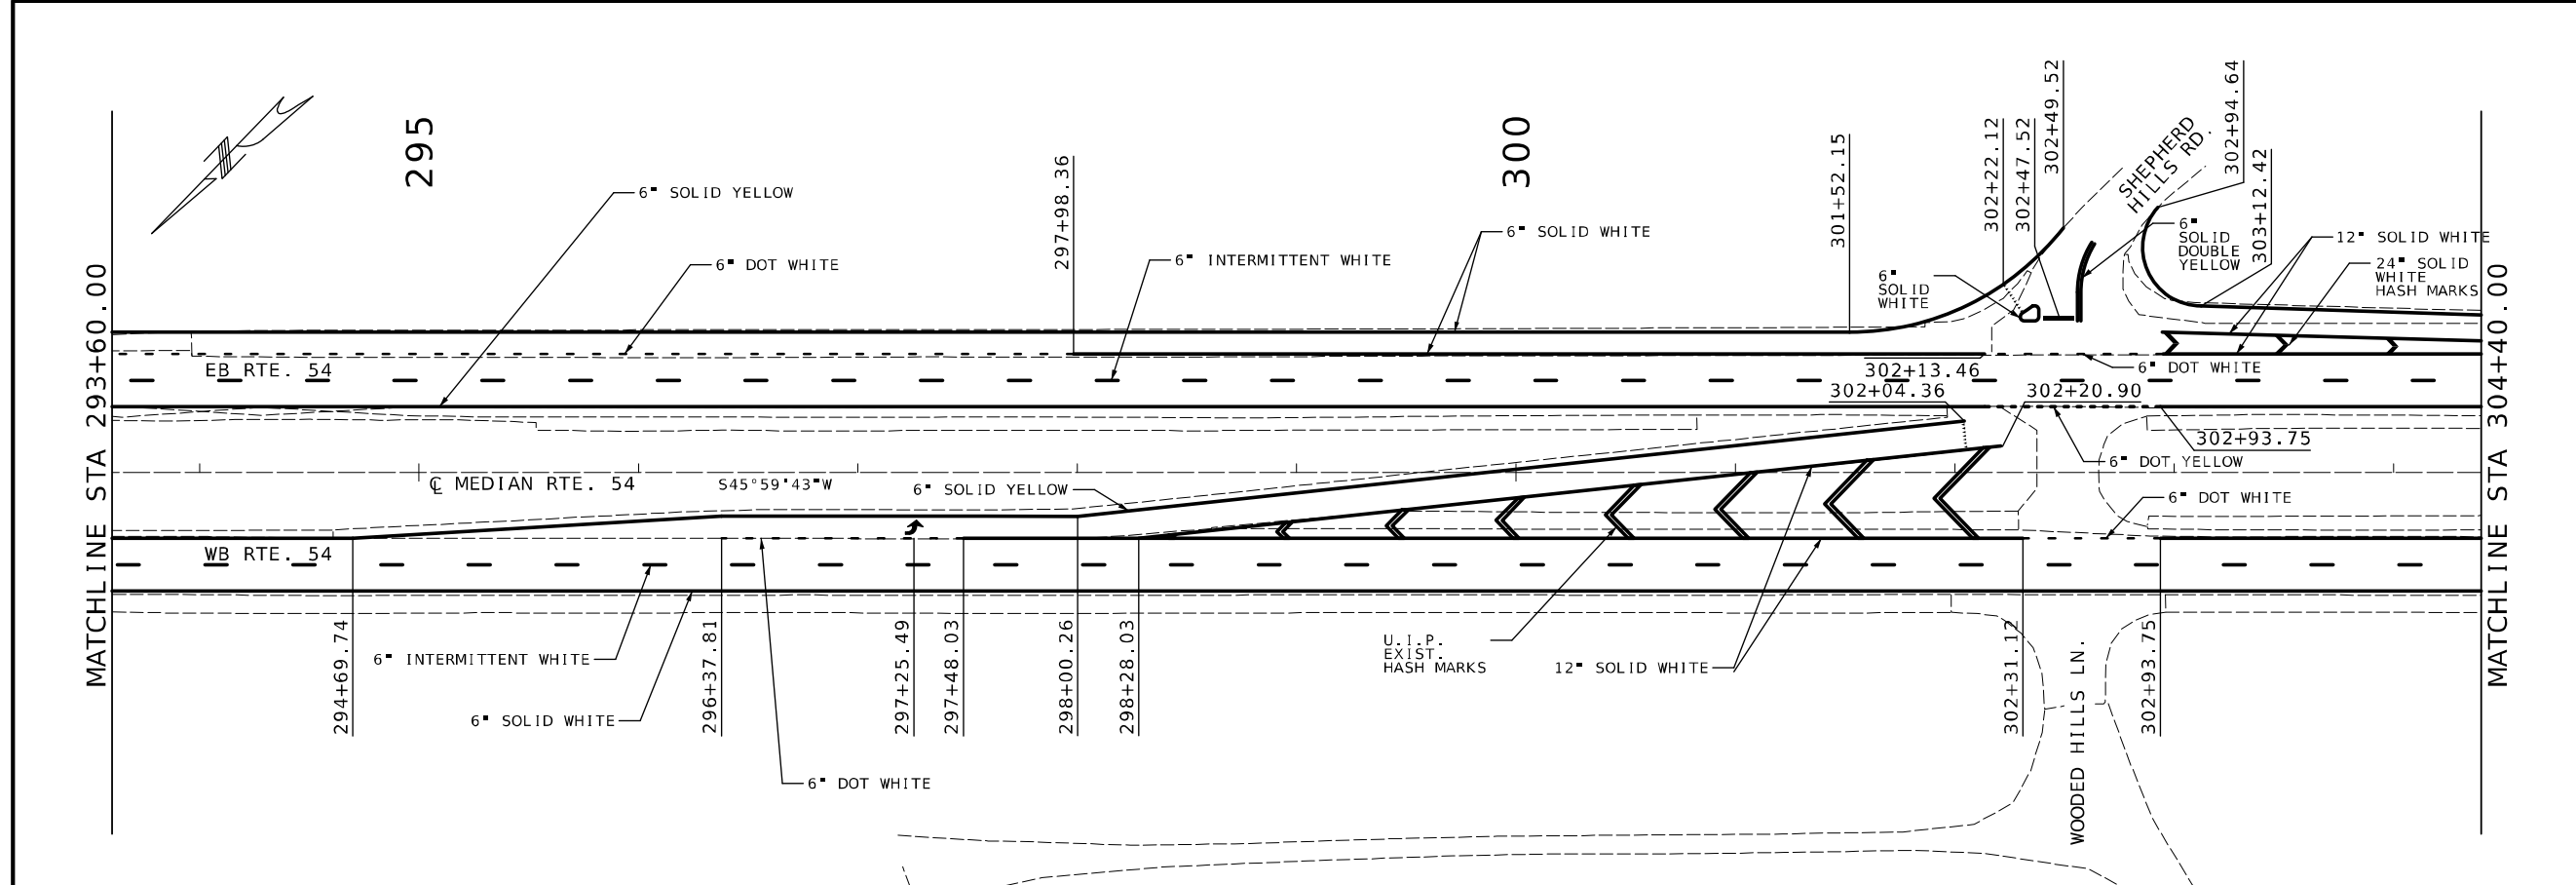 MATCHLINE STA 293+60.00
295
300
6" SOLID YELLOW
6" DOT WHITE
297+98.36
6" INTERMITTENT WHITE
6" SOLID WHITE
301+52.15
302+22.12
302+47.52
302+49.52
SHEPHERD
HILLS RD.
302+94.64
303+12.42
6"
SOLID
WHITE
6"
SOLID
DOUBLE
YELLOW
12" SOLID WHITE
24" SOLID
WHITE
HASH MARKS
EB RTE. 54
302+13.46
302+04.36
302+20.90
6" DOT WHITE
302+93.75
6" DOT YELLOW
℄ MEDIAN RTE. 54
S45°59'43"W
6" SOLID YELLOW
6" DOT WHITE
WB RTE. 54
294+69.74
6" INTERMITTENT WHITE
6" SOLID WHITE
296+37.81
6" DOT WHITE
297+25.49
297+48.03
298+00.26
298+28.03
U.I.P.
EXIST.
HASH MARKS
12" SOLID WHITE
302+31.12
WOODED HILLS LN.
302+93.75
MATCHLINE STA 304+40.00